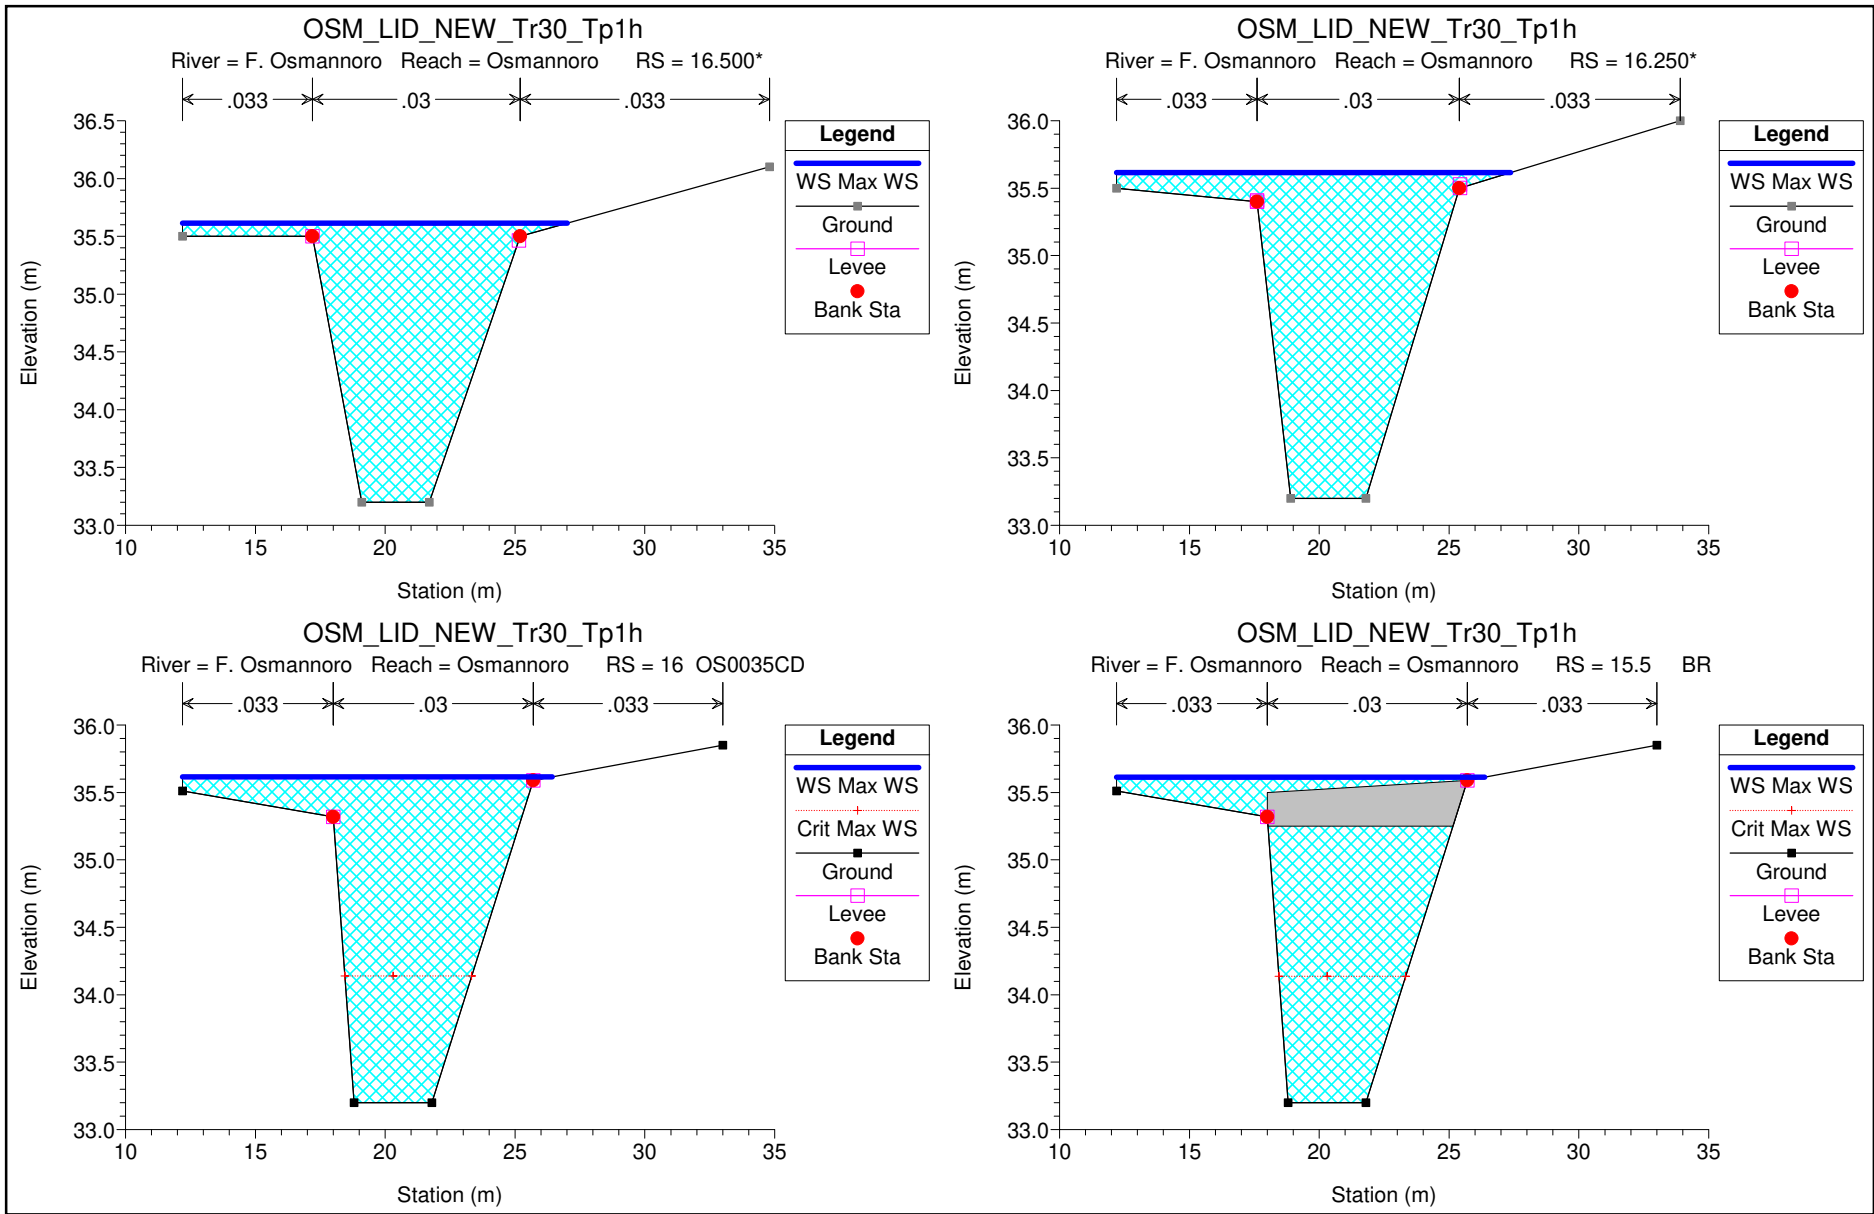 OSM_LID_NEW_Tr30_Tp1h
River = F. Osmannoro Reach = Osmannoro RS = 16.500*
.033 .03 .033
36.5
36.0
35.5
35.0
34.5
34.0
33.5
33.0
Elevation (m)
10 15 20 25 30 35
Station (m)
Legend
WS Max WS
Ground
Levee
Bank Sta
OSM_LID_NEW_Tr30_Tp1h
River = F. Osmannoro Reach = Osmannoro RS = 16.250*
.033 .03 .033
36.0
35.5
35.0
34.5
34.0
33.5
33.0
Elevation (m)
10 15 20 25 30 35
Station (m)
Legend
WS Max WS
Ground
Levee
Bank Sta
OSM_LID_NEW_Tr30_Tp1h
River = F. Osmannoro Reach = Osmannoro RS = 16 OS0035CD
.033 .03 .033
36.0
35.5
35.0
34.5
34.0
33.5
33.0
Elevation (m)
10 15 20 25 30 35
Station (m)
Legend
WS Max WS
Crit Max WS
Ground
Levee
Bank Sta
OSM_LID_NEW_Tr30_Tp1h
River = F. Osmannoro Reach = Osmannoro RS = 15.5 BR
.033 .03 .033
36.0
35.5
35.0
34.5
34.0
33.5
33.0
Elevation (m)
10 15 20 25 30 35
Station (m)
Legend
WS Max WS
Crit Max WS
Ground
Levee
Bank Sta